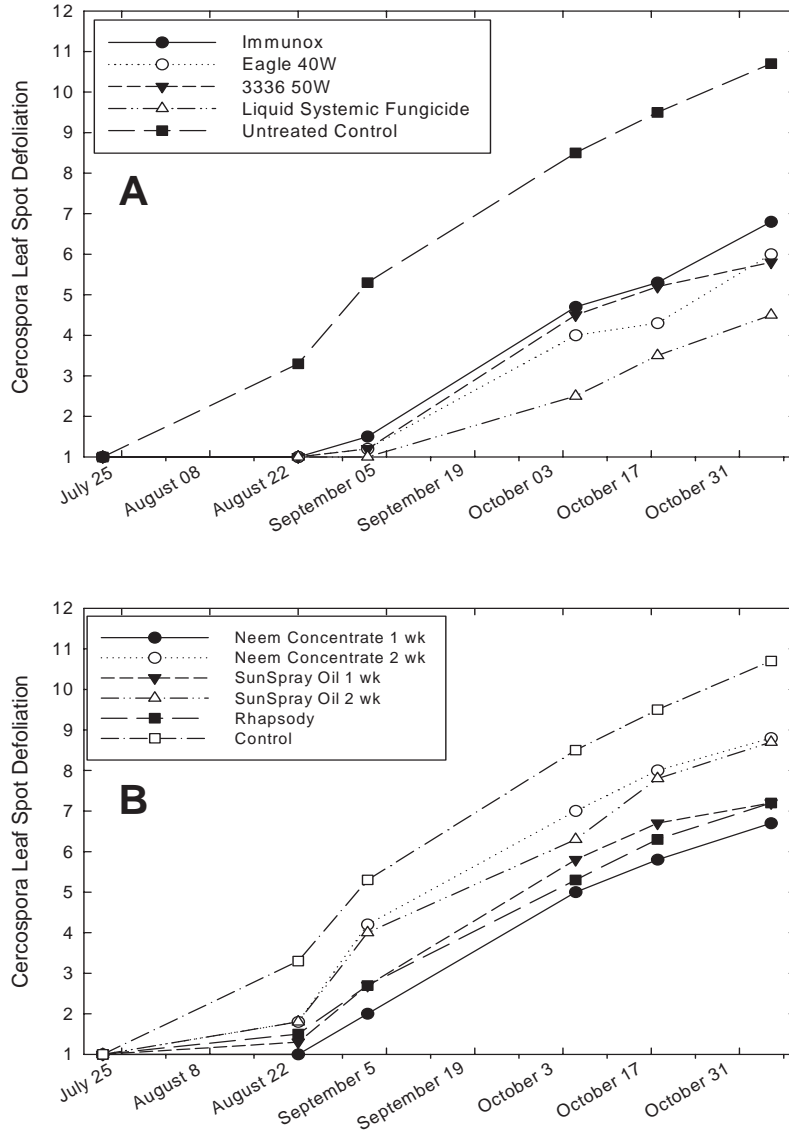 12
11
10
9
8
7
6
5
4
3
2
1
Cercospora Leaf Spot Defoliation
Immunox
Eagle 40W
3336 50W
Liquid Systemic Fungicide
Untreated Control
A
July 25
August 08
August 22
September 05
September 19
October 03
October 17
October 31
12
11
10
9
8
7
6
5
4
3
2
1
Cercospora Leaf Spot Defoliation
Neem Concentrate 1 wk
Neem Concentrate 2 wk
SunSpray Oil 1 wk
SunSpray Oil 2 wk
Rhapsody
Control
B
July 25
August 8
August 22
September 5
September 19
October 3
October 17
October 31